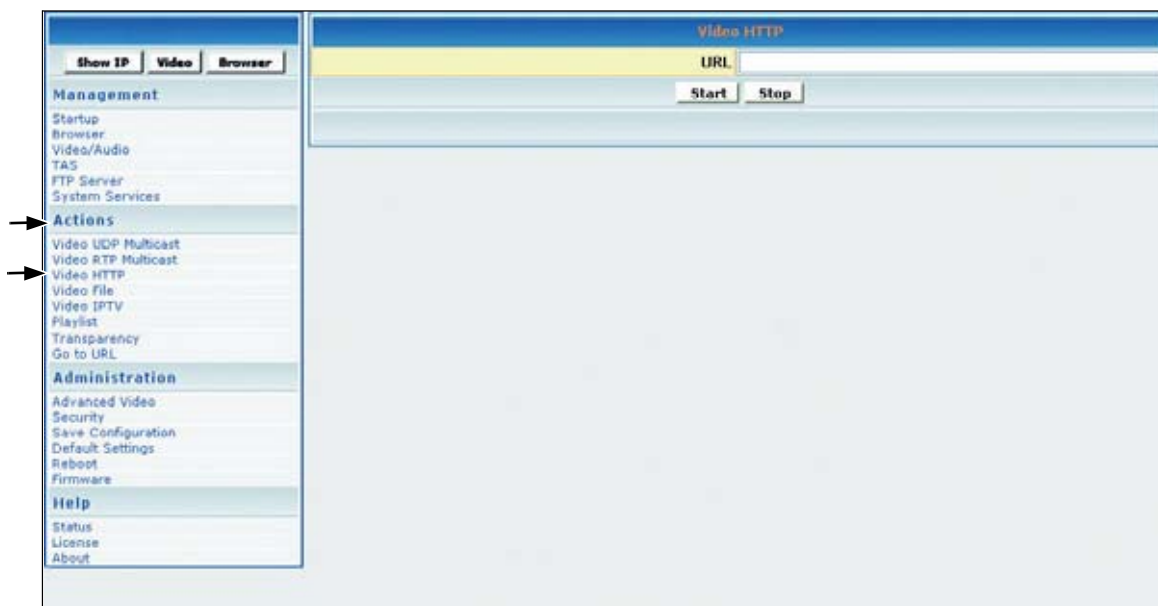 Show IP Video Browser
Management
Startup
Browser
Video/Audio
TAS
FTP Server
System Services
Actions
Video UDP Multicast
Video RTP Multicast
Video HTTP
Video File
Video IPTV
Playlist
Transparency
Go to URL
Administration
Advanced Video
Security
Save Configuration
Default Settings
Reboot
Firmware
Help
Status
License
About
Video HTTP
URL
Start Stop